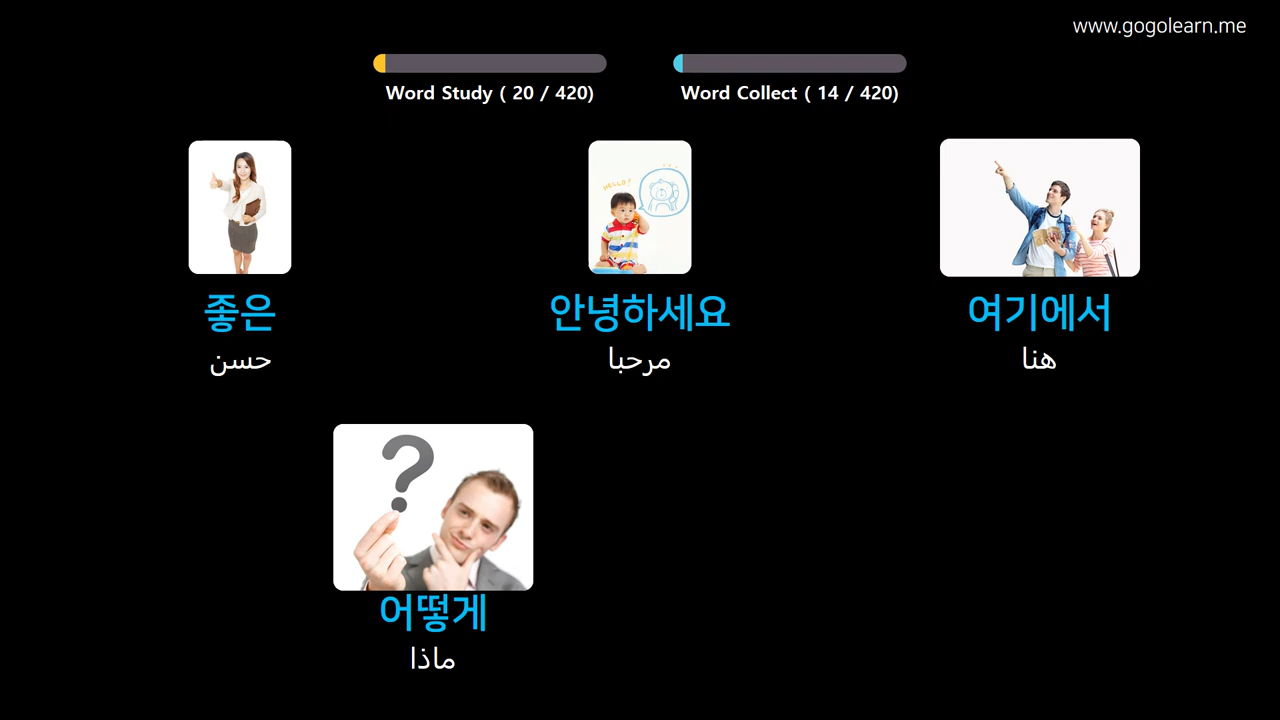 www.gogolearn.me
Word Study ( 20 / 420)
Word Collect ( 14 / 420)
HELLO!
좋은
حسن
안녕하세요
مرحبا
여기에서
هنا
?
어떻게
ماذا